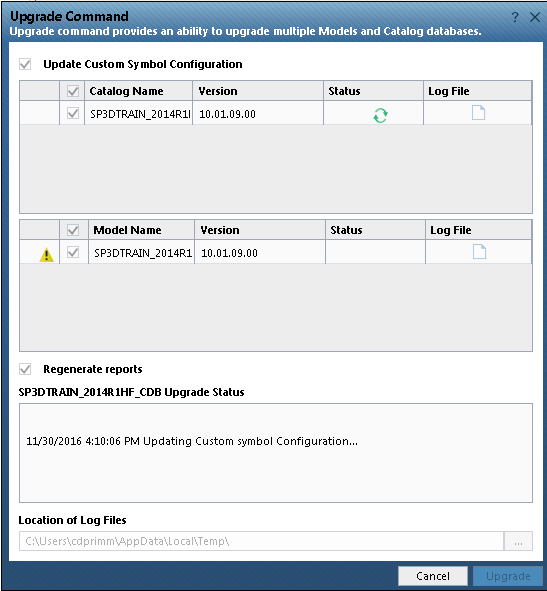 Upgrade Command
? ×
Upgrade command provides an ability to upgrade multiple Models and Catalog databases.
Update Custom Symbol Configuration
Catalog Name Version Status Log File
SP3DTRAIN_2014R1 10.01.09.00
Model Name Version Status Log File
SP3DTRAIN_2014R1 10.01.09.00
Regenerate reports
SP3DTRAIN_2014R1HF_CDB Upgrade Status
11/30/2016 4:10:06 PM Updating Custom symbol Configuration...
Location of Log Files
C:\Users\cdprimm\AppData\Local\Temp\ ...
Cancel Upgrade